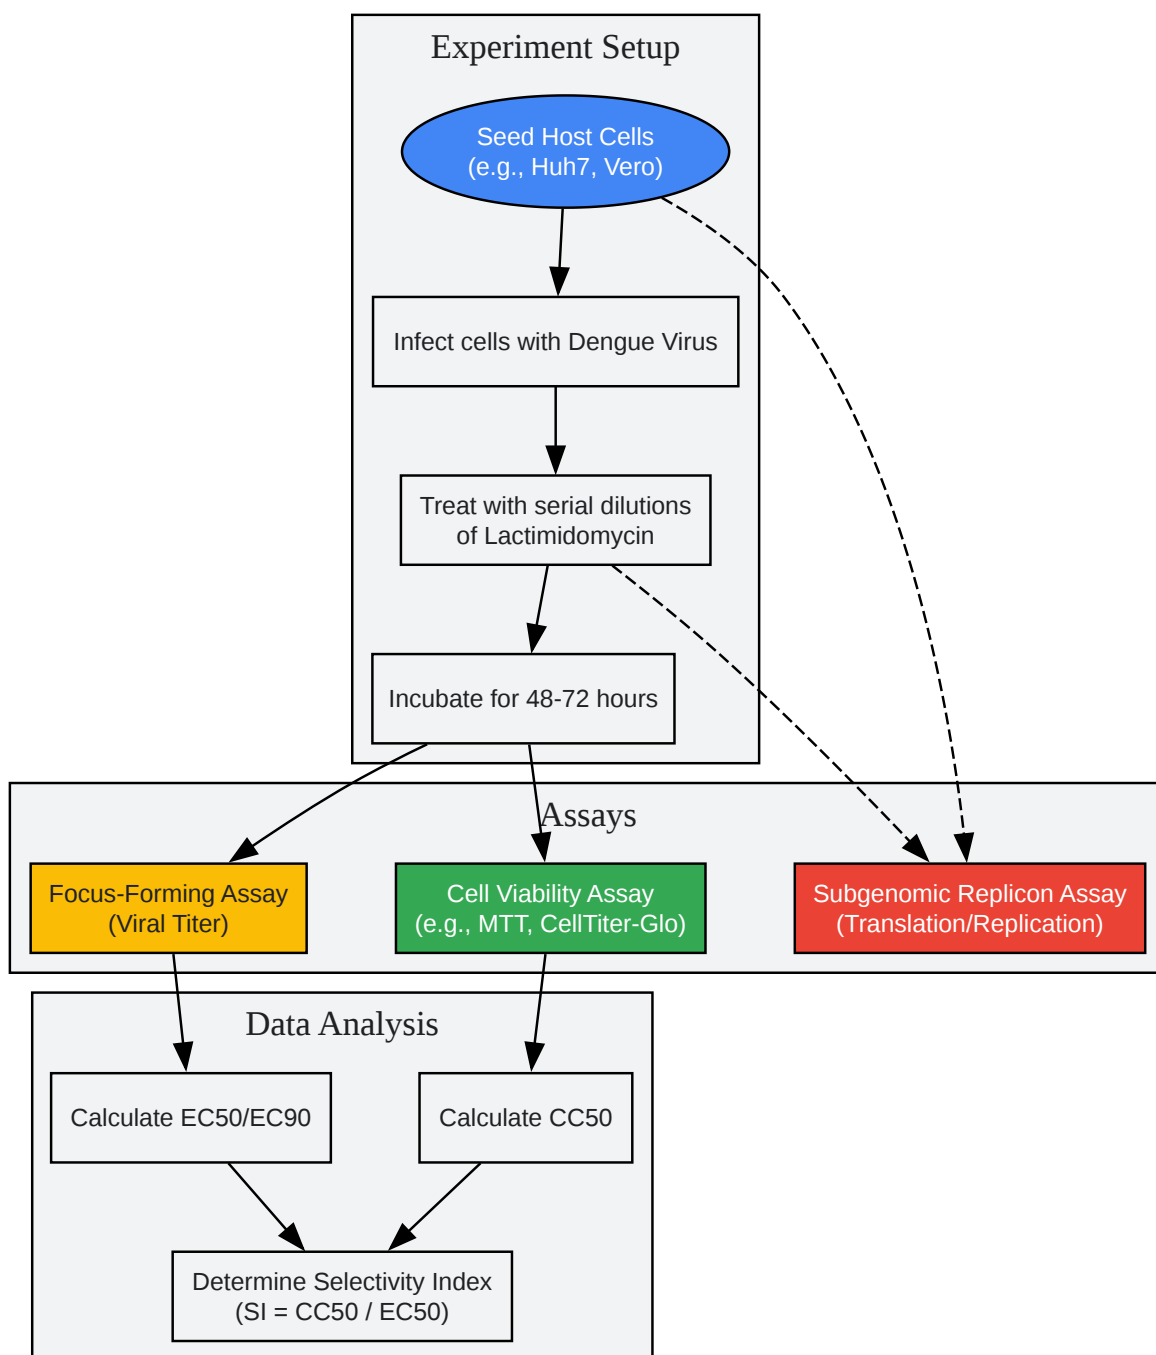 Experiment Setup
Seed Host Cells
(e.g., Huh7, Vero)
Infect cells with Dengue Virus
Treat with serial dilutions
of Lactimidomycin
Incubate for 48-72 hours
Assays
Focus-Forming Assay
(Viral Titer)
Cell Viability Assay
(e.g., MTT, CellTiter-Glo)
Subgenomic Replicon Assay
(Translation/Replication)
Data Analysis
Calculate EC50/EC90
Calculate CC50
Determine Selectivity Index
(SI = CC50 / EC50)